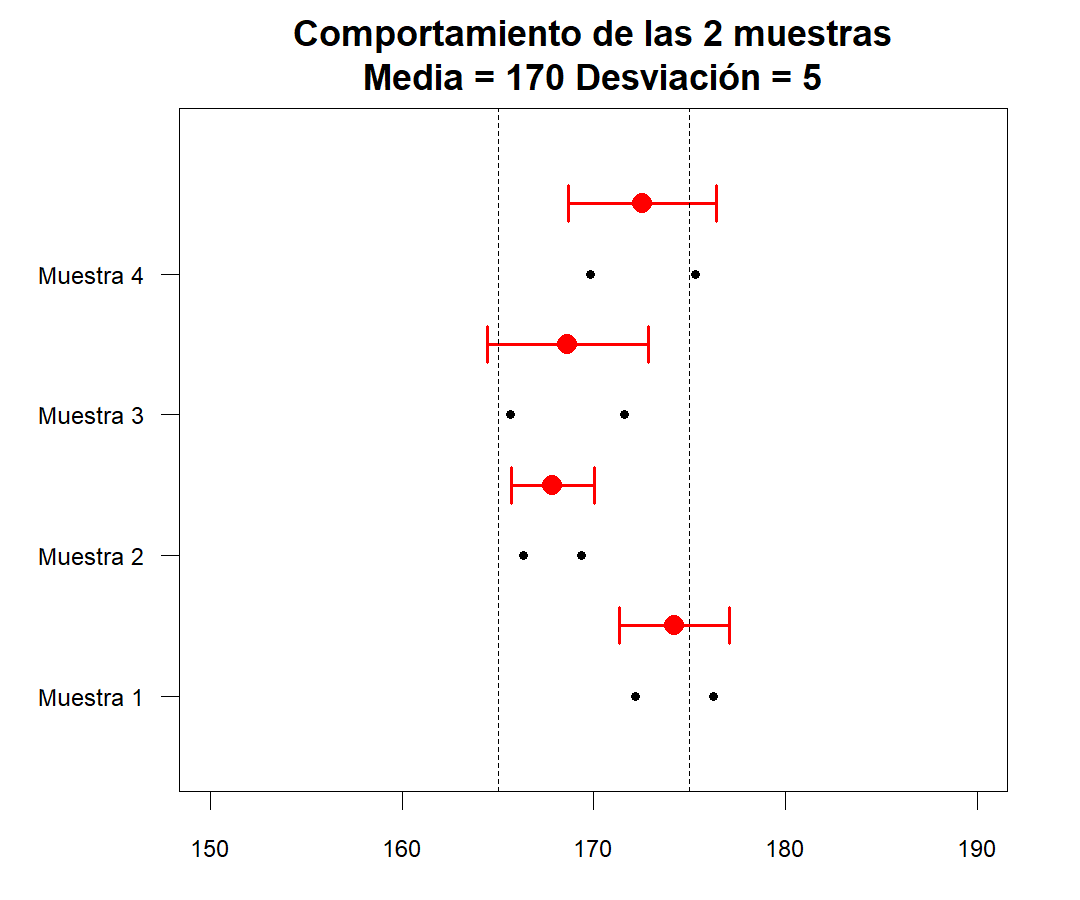 Comportamiento de las 2 muestras
Media = 170 Desviación = 5
Muestra 4
Muestra 3
Muestra 2
Muestra 1
150 160 170 180 190